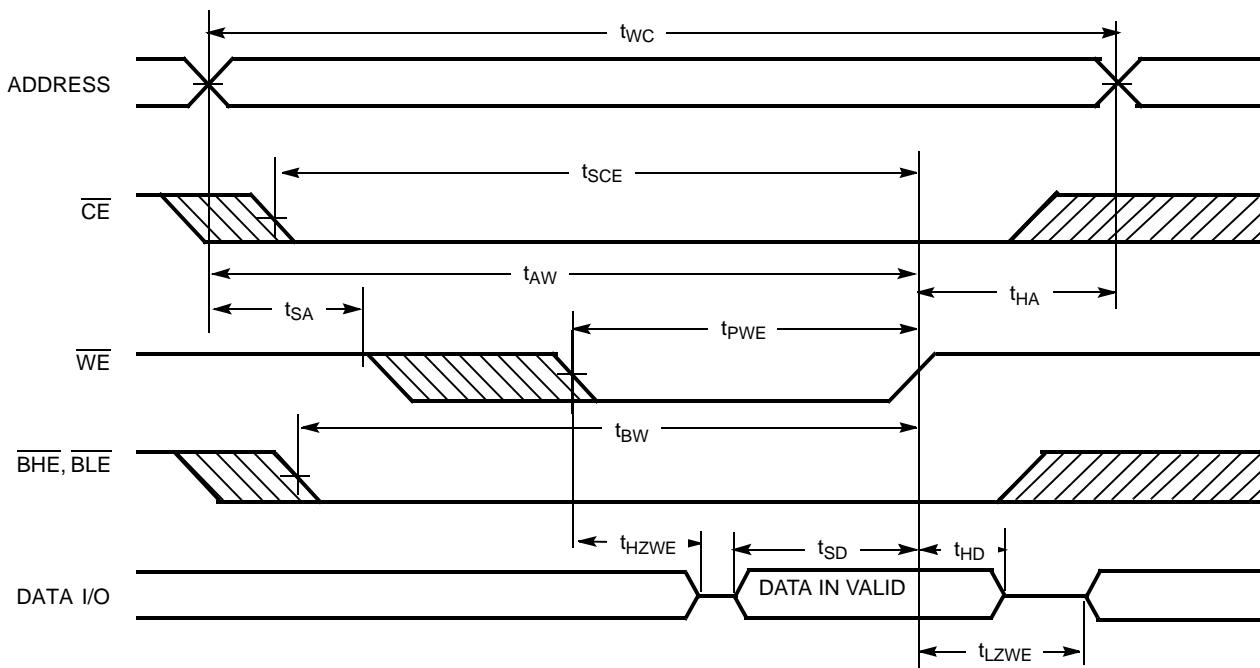 tWC
ADDRESS
tSCE
CE
tAW
tSA
tHA
tPWE
WE
tBW
BHE, BLE
tHZWE
tSD
tHD
DATA I/O
DATA IN VALID
tLZWE